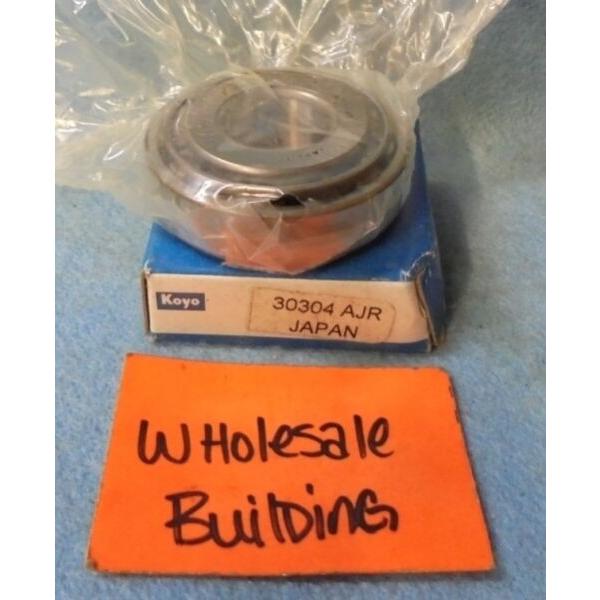 Koyo
30304 AJR
JAPAN
WHolesale
BuilDinG